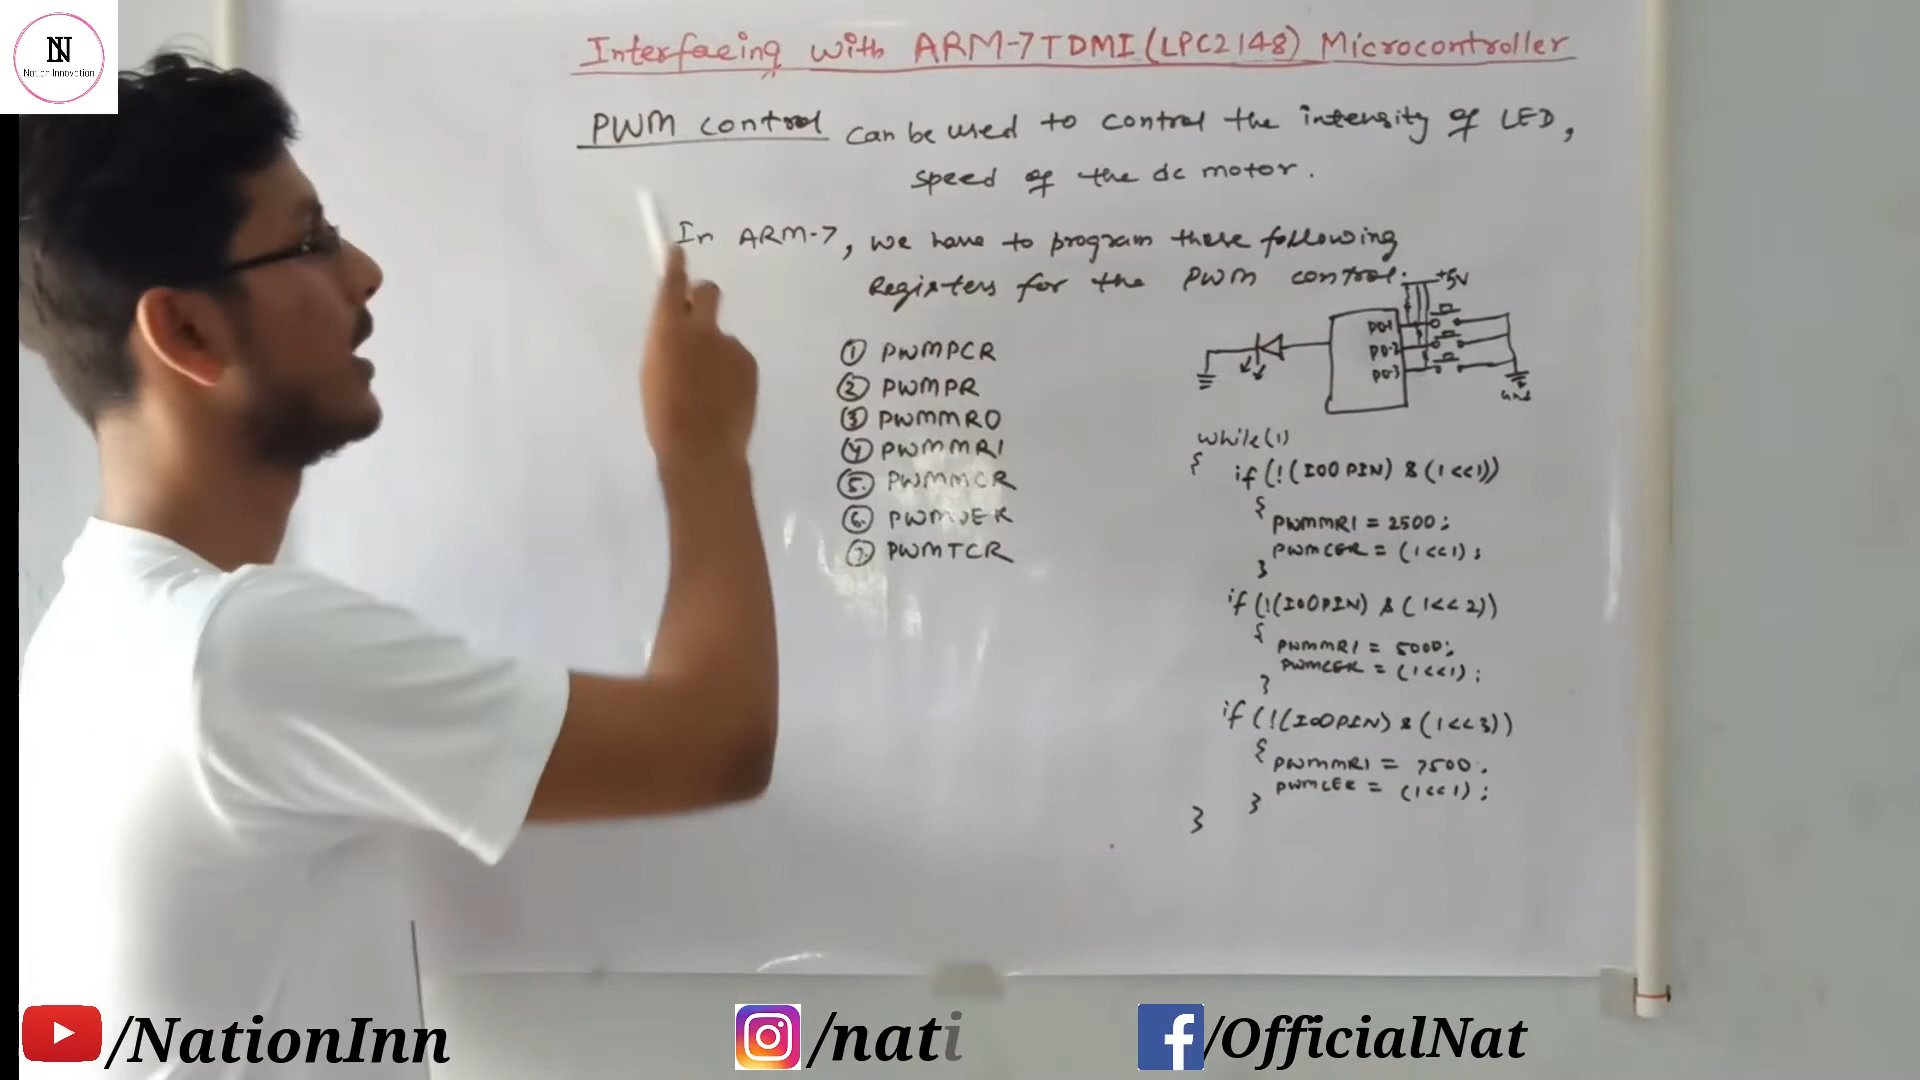 NI
Nation Innovation
Interfacing with ARM-7TDMI (LPC2148) Microcontroller
PWM control can be used to control the intensity of LED,
speed of the dc motor.
In ARM-7, we have to program these following
Registers for the PWM control.
+5V
P0.1
P0.2
P0.3
Gnd
① PWMPCR
② PWMPR
③ PWMMR0
④ PWMMR1
⑤. PWMMCR
⑥. PWMLER
⑦. PWMTCR
while(1)
{ if (!(IO0PIN) & (1<<1))
{ PWMMR1 = 2500;
PWMLER = (1<<1);
}
if (!(IO0PIN) & (1<<2))
{ PWMMR1 = 5000;
PWMLER = (1<<1);
}
if (!(IO0PIN) & (1<<3))
{ PWMMR1 = 7500.
PWMLER = (1<<1);
}
}
/NationInn
/nati
/OfficialNat